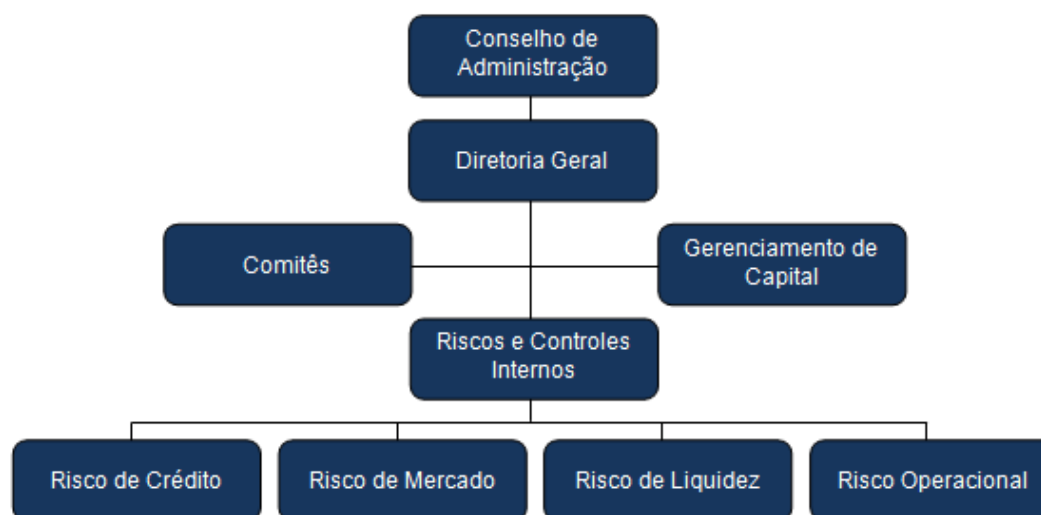 Conselho de
Administração
Diretoria Geral
Comitês
Gerenciamento de
Capital
Riscos e Controles
Internos
Risco de Crédito
Risco de Mercado
Risco de Liquidez
Risco Operacional